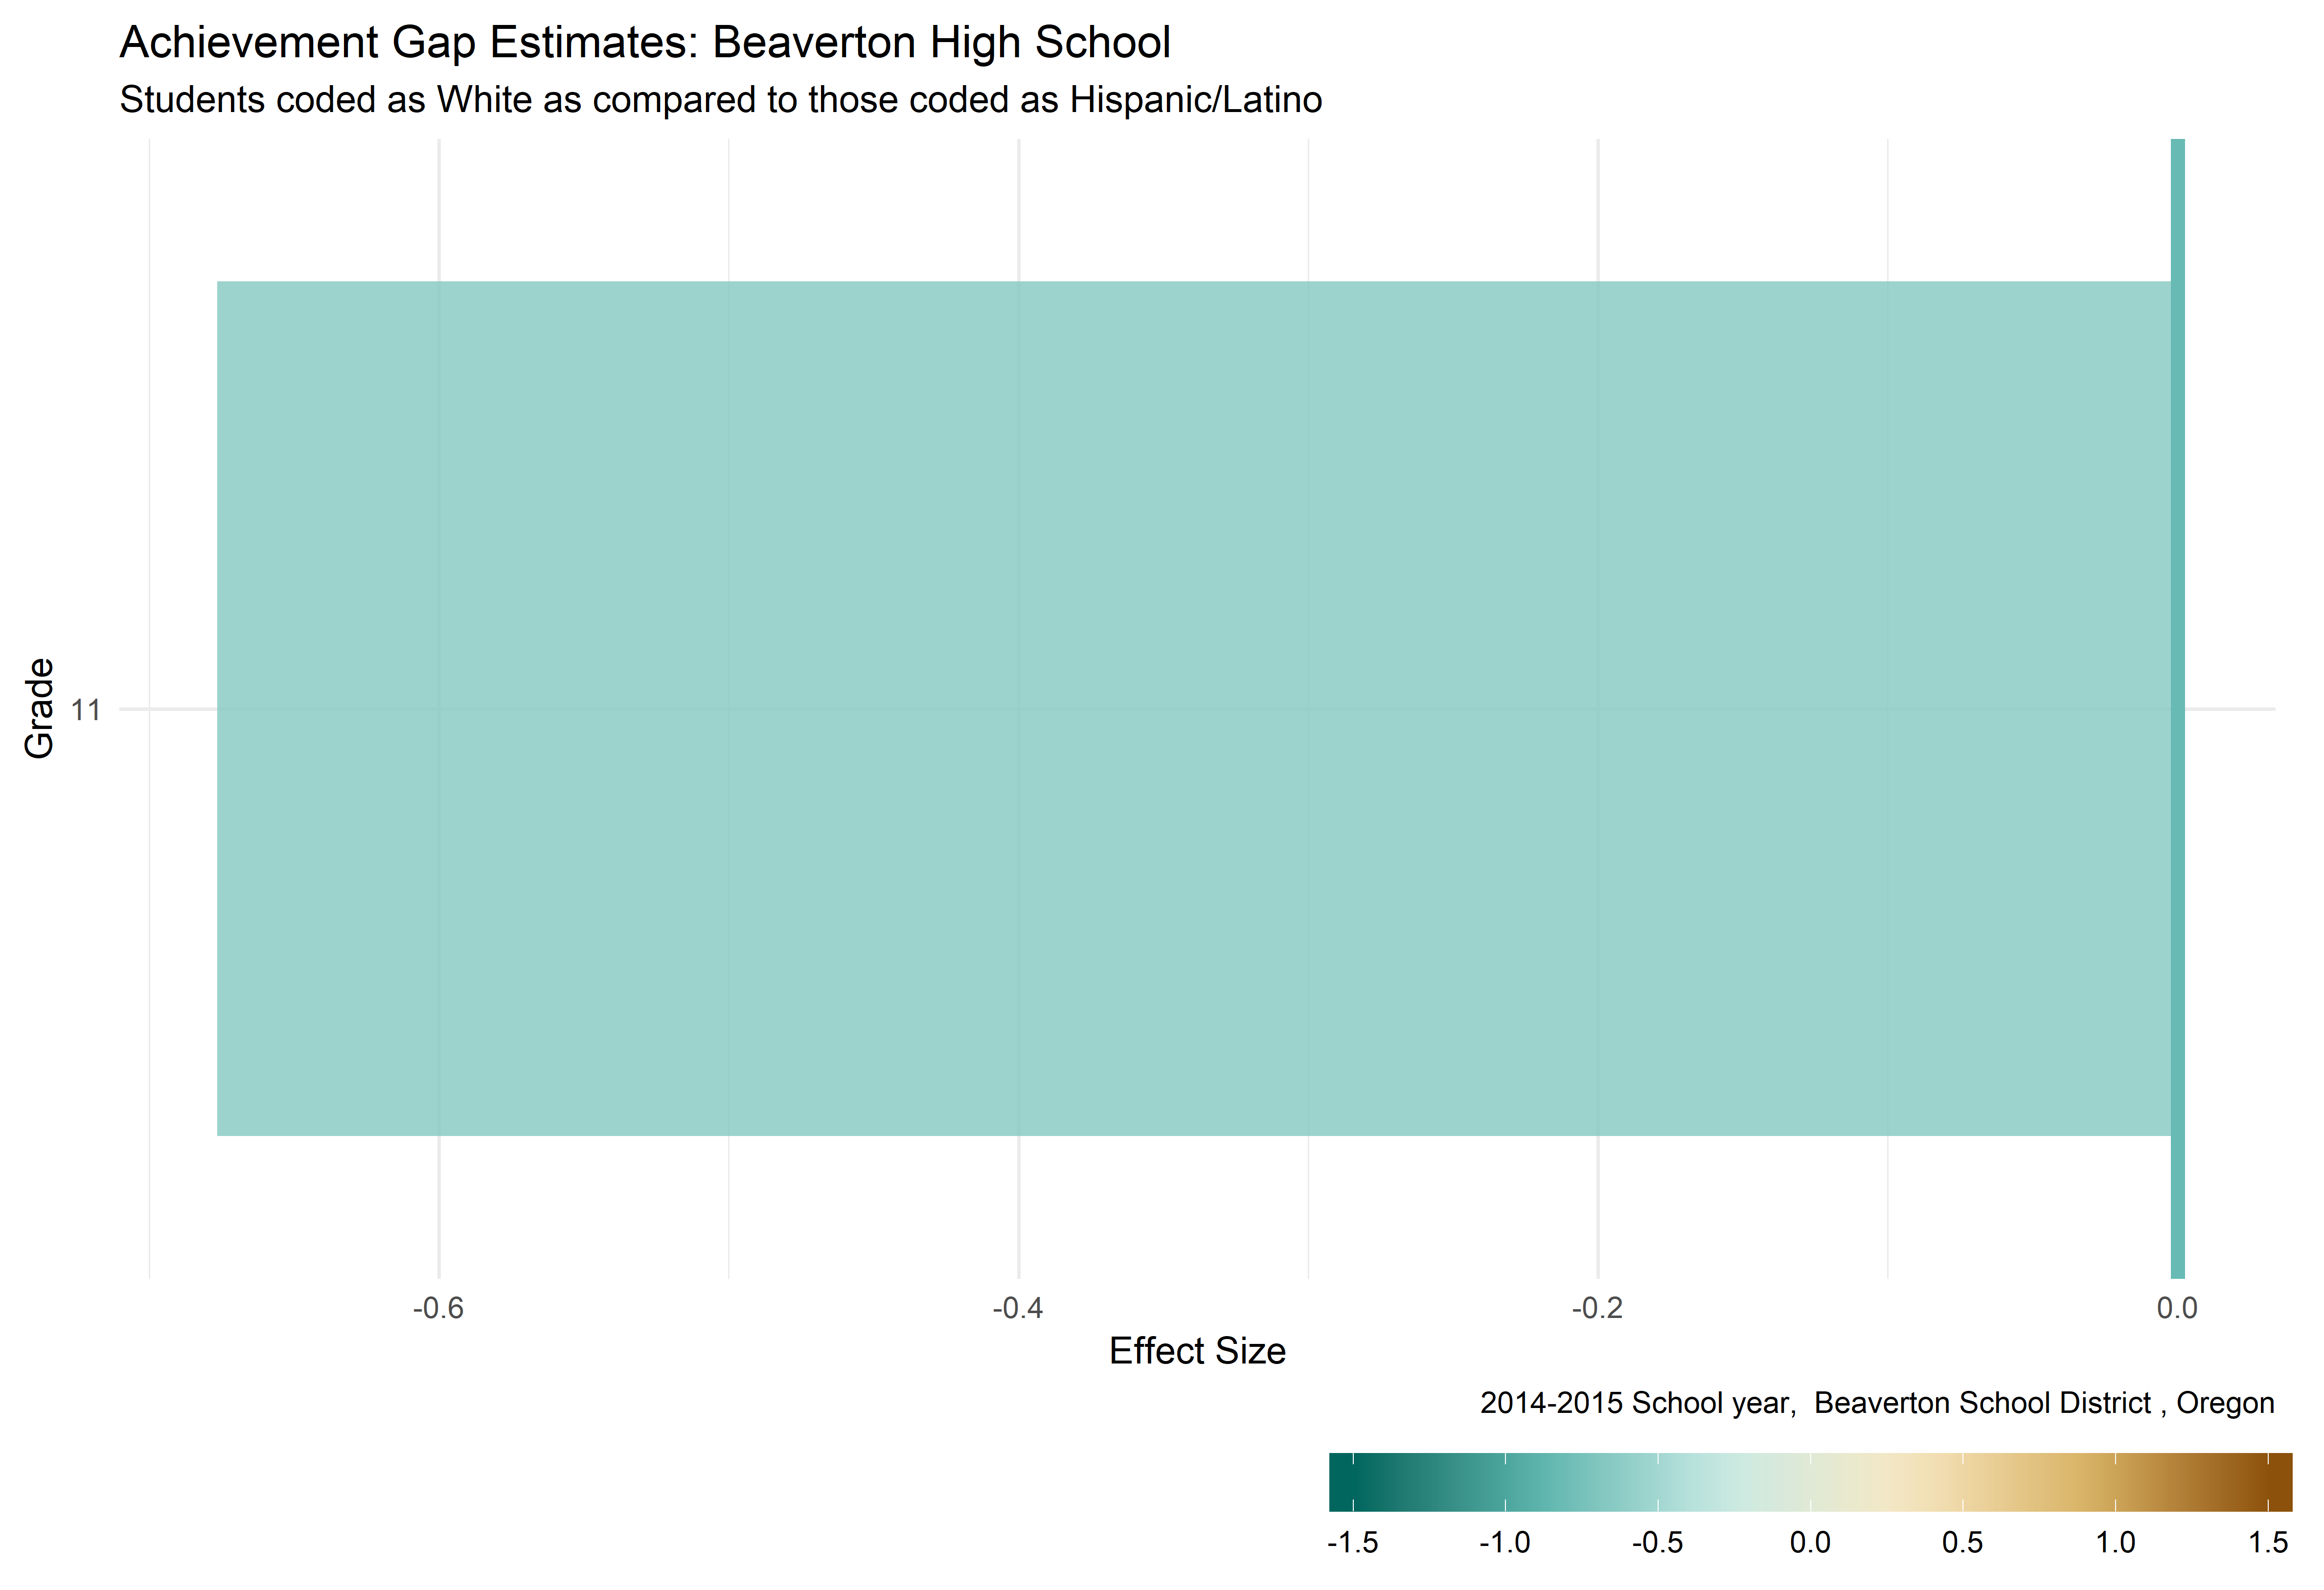 Achievement Gap Estimates: Beaverton High School
Students coded as White as compared to those coded as Hispanic/Latino
Grade
11
-0.6 -0.4 -0.2 0.0
Effect Size
2014-2015 School year,  Beaverton School District , Oregon
-1.5 -1.0 -0.5 0.0 0.5 1.0 1.5